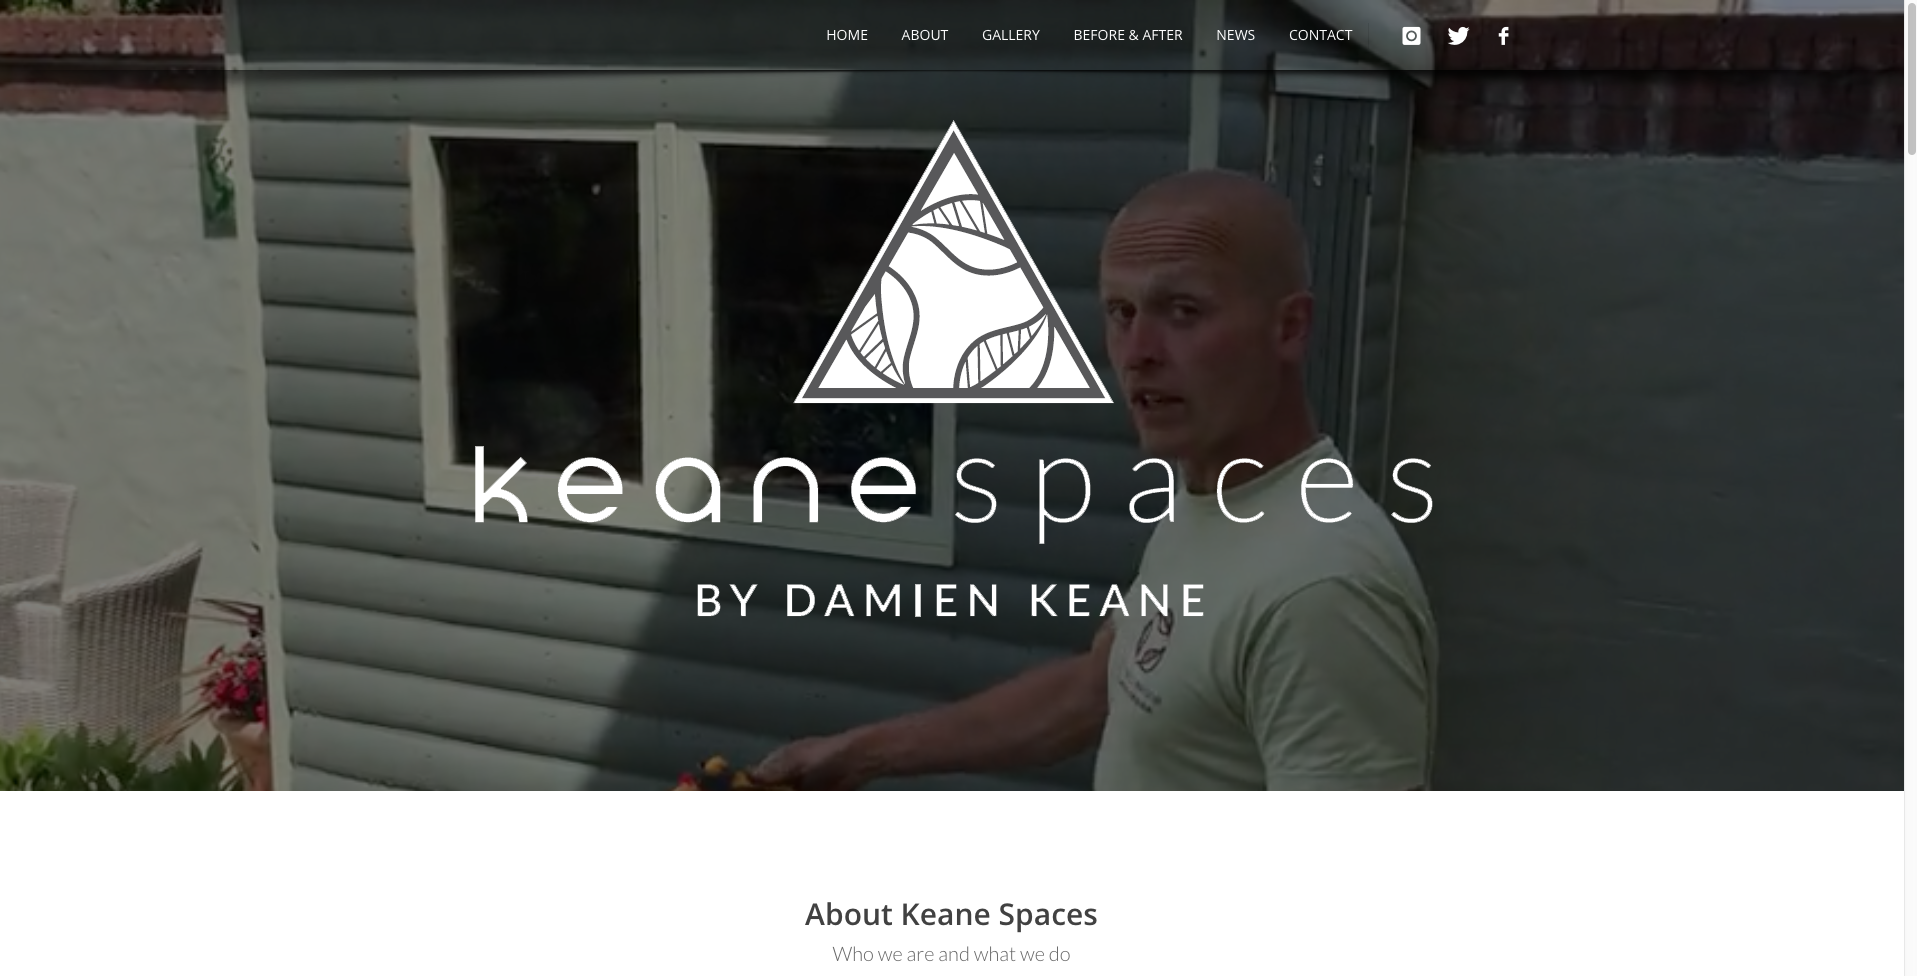 HOME ABOUT GALLERY BEFORE & AFTER NEWS CONTACT
keanespaces
BY DAMIEN KEANE
About Keane Spaces
Who we are and what we do